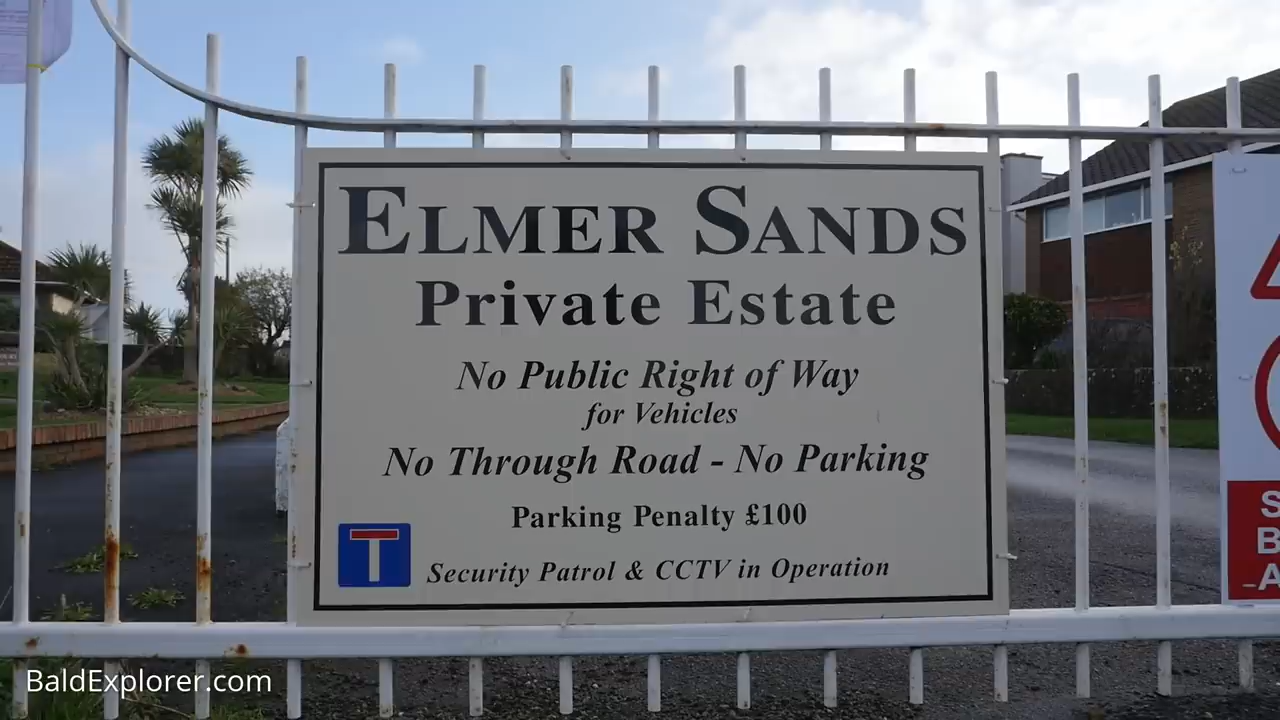 ELMER SANDS
Private Estate
No Public Right of Way
for Vehicles
No Through Road - No Parking
Parking Penalty £100
Security Patrol & CCTV in Operation
BaldExplorer.com